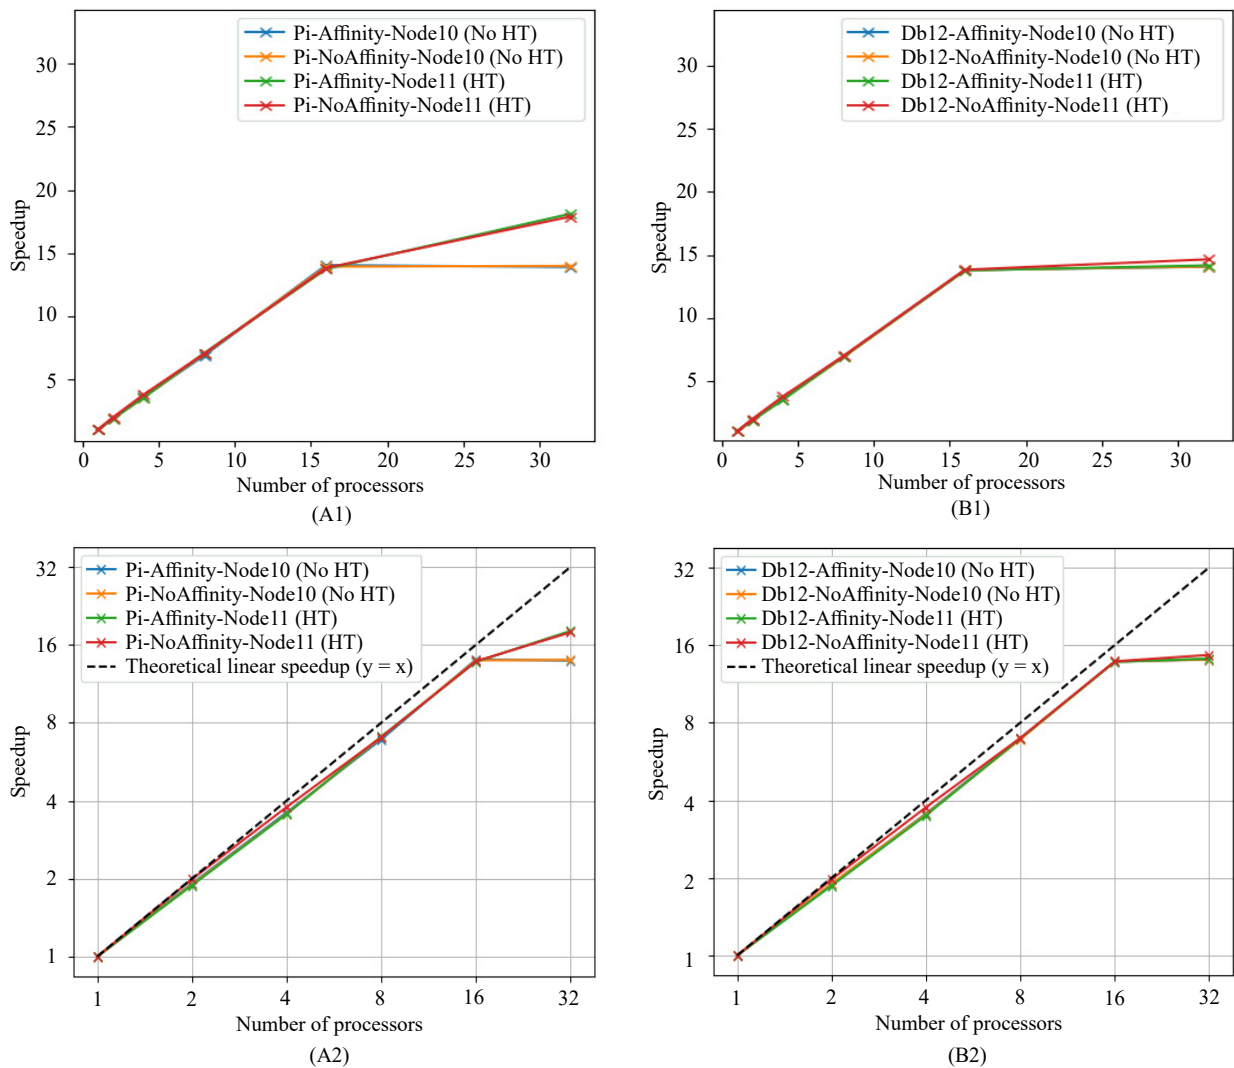 Pi-Affinity-Node10 (No HT)
Pi-NoAffinity-Node10 (No HT)
Pi-Affinity-Node11 (HT)
Pi-NoAffinity-Node11 (HT)
30
25
20
15
10
5
Speedup
0 5 10 15 20 25 30
Number of processors
(A1)
Db12-Affinity-Node10 (No HT)
Db12-NoAffinity-Node10 (No HT)
Db12-Affinity-Node11 (HT)
Db12-NoAffinity-Node11 (HT)
30
25
20
15
10
5
Speedup
0 5 10 15 20 25 30
Number of processors
(B1)
Pi-Affinity-Node10 (No HT)
Pi-NoAffinity-Node10 (No HT)
Pi-Affinity-Node11 (HT)
Pi-NoAffinity-Node11 (HT)
Theoretical linear speedup (y = x)
32
16
8
4
2
1
Speedup
1 2 4 8 16 32
Number of processors
(A2)
Db12-Affinity-Node10 (No HT)
Db12-NoAffinity-Node10 (No HT)
Db12-Affinity-Node11 (HT)
Db12-NoAffinity-Node11 (HT)
Theoretical linear speedup (y = x)
32
16
8
4
2
1
Speedup
1 2 4 8 16 32
Number of processors
(B2)